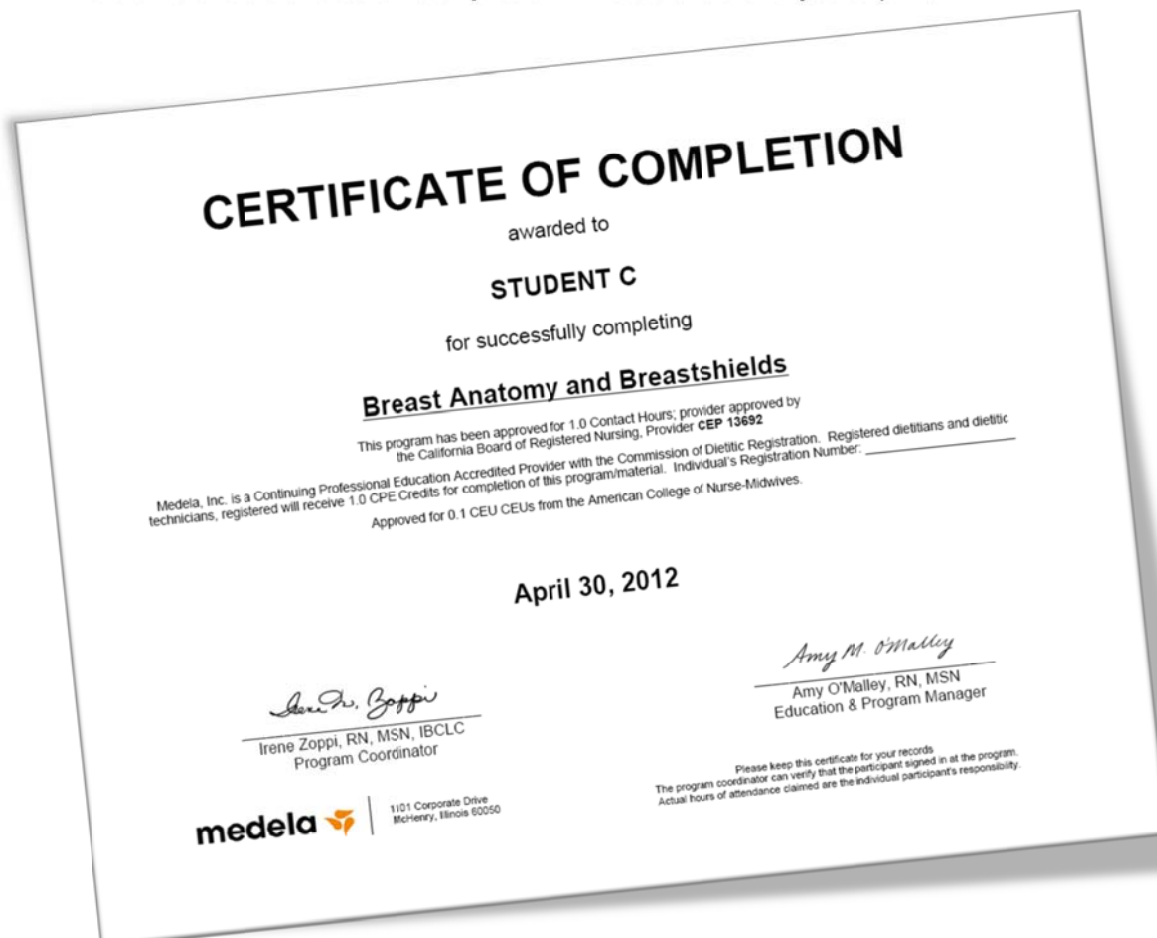 CERTIFICATE OF COMPLETION
awarded to
STUDENT C
for successfully completing
Breast Anatomy and Breastshields
This program has been approved for 1.0 Contact Hours; provider approved by
the California Board of Registered Nursing, Provider CEP 13692
Medela, Inc. is a Continuing Professional Education Accredited Provider with the Commission of Dietitic Registration. Registered dietitians and dietitic
technicians, registered will receive 1.0 CPE Credits for completion of this program/material. Individual's Registration Number:
Approved for 0.1 CEU CEUs from the American College of Nurse-Midwives.
April 30, 2012
Irene Zoppi
Irene Zoppi, RN, MSN, IBCLC
Program Coordinator
Amy M. O'Malley
Amy O'Malley, RN, MSN
Education & Program Manager
medela
1101 Corporate Drive
McHenry, Illinois 60050
Please keep this certificate for your records
The program coordinator can verify that the participant signed in at the program.
Actual hours of attendance claimed are the individual participant's responsibility.